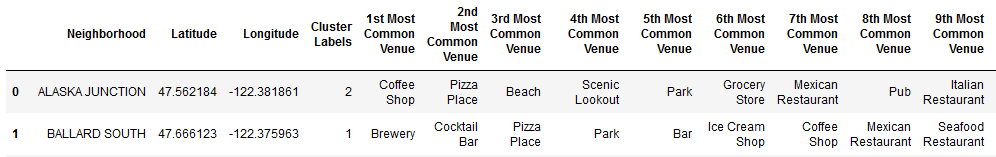 Neighborhood Latitude Longitude Cluster Labels 1st Most Common Venue 2nd Most Common Venue 3rd Most Common Venue 4th Most Common Venue 5th Most Common Venue 6th Most Common Venue 7th Most Common Venue 8th Most Common Venue 9th Most Common Venue
0 ALASKA JUNCTION 47.562184 -122.381861 2 Coffee Shop Pizza Place Beach Scenic Lookout Park Grocery Store Mexican Restaurant Pub Italian Restaurant
1 BALLARD SOUTH 47.666123 -122.375963 1 Brewery Cocktail Bar Pizza Place Park Bar Ice Cream Shop Coffee Shop Mexican Restaurant Seafood Restaurant